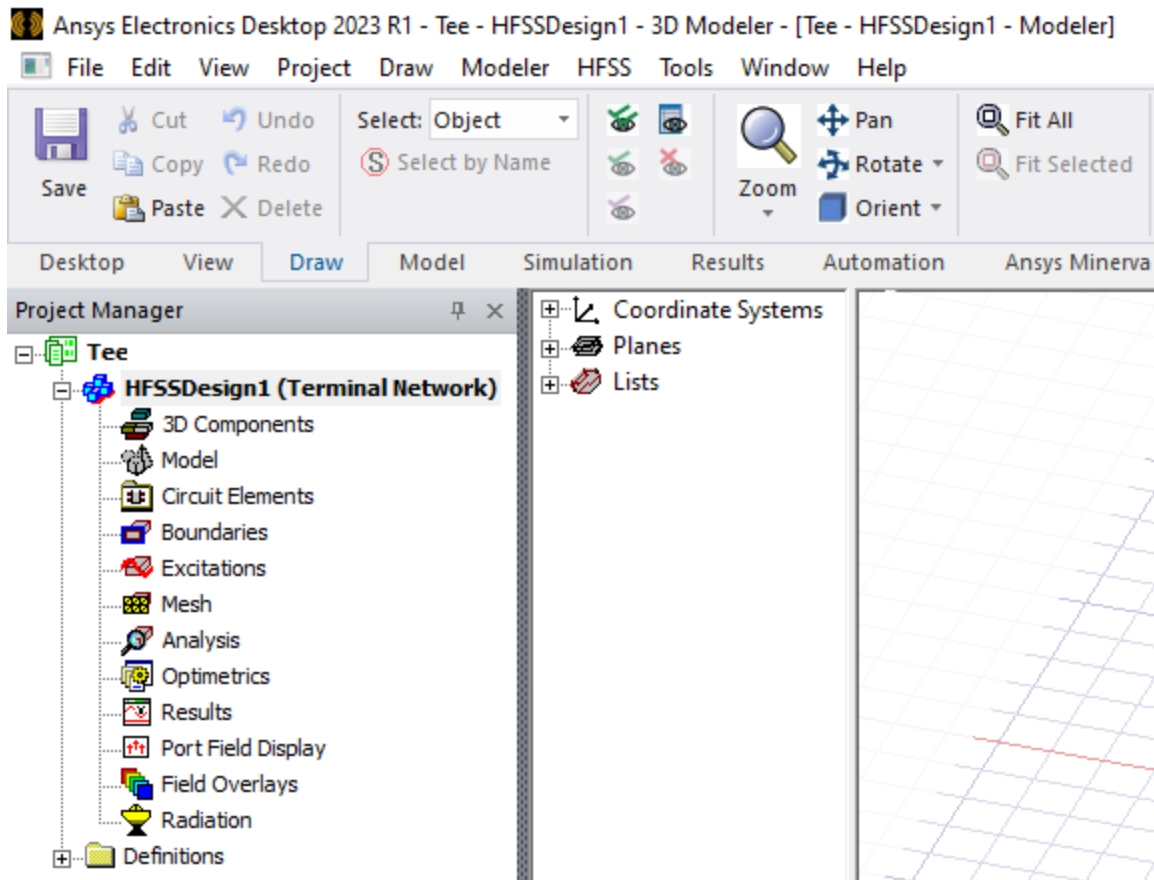 Ansys Electronics Desktop 2023 R1 - Tee - HFSSDesign1 - 3D Modeler - [Tee - HFSSDesign1 - Modeler]
File Edit View Project Draw Modeler HFSS Tools Window Help
Save
Cut Undo
Copy Redo
Paste Delete
Select: Object
Select by Name
Zoom
Pan
Rotate
Orient
Fit All
Fit Selected
Desktop View Draw Model Simulation Results Automation Ansys Minerva
Project Manager
Tee
HFSSDesign1 (Terminal Network)
3D Components
Model
Circuit Elements
Boundaries
Excitations
Mesh
Analysis
Optimetrics
Results
Port Field Display
Field Overlays
Radiation
Definitions
Coordinate Systems
Planes
Lists